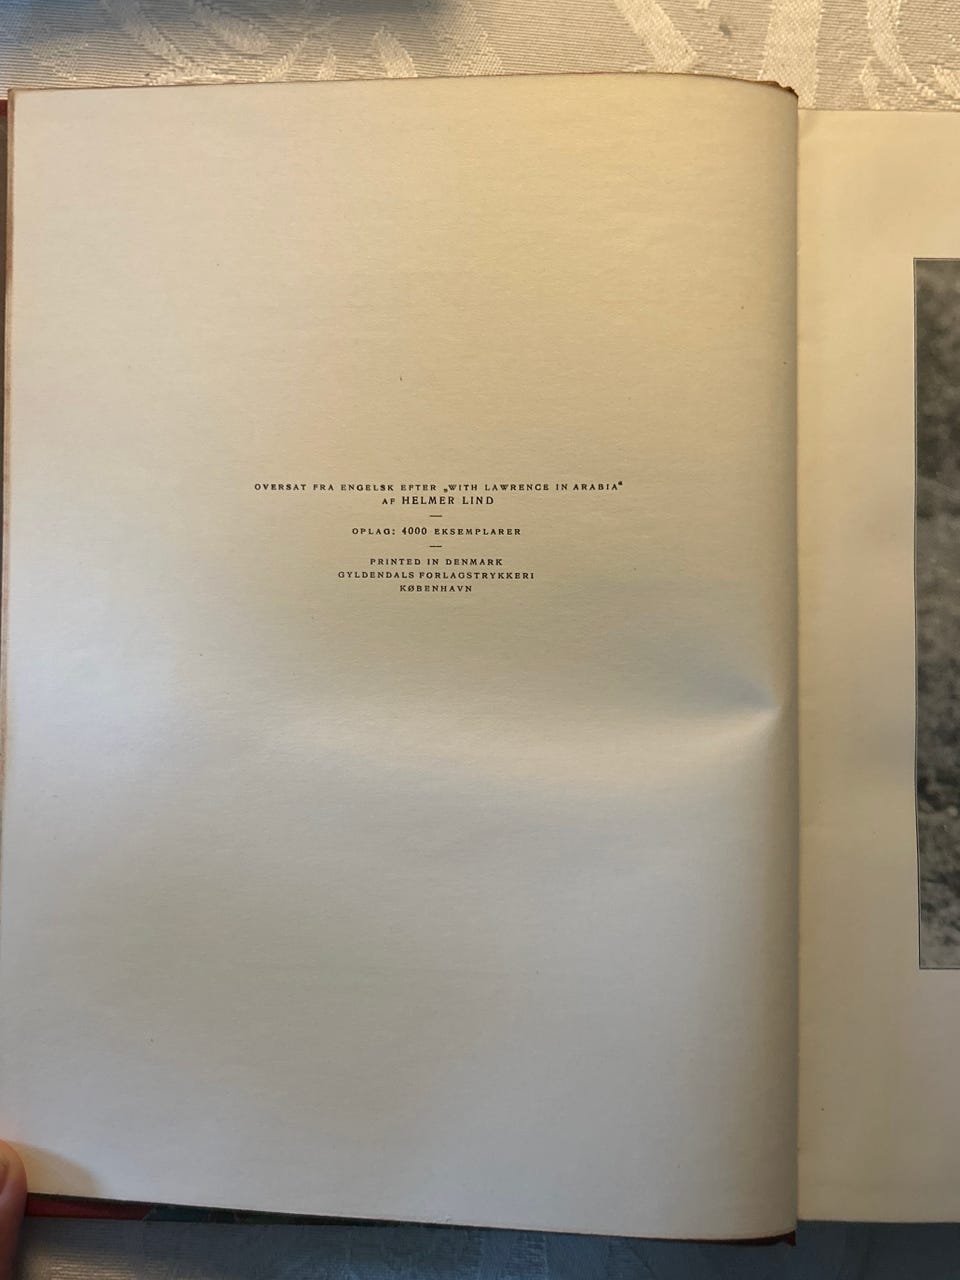 OVERSAT FRA ENGELSK EFTER „WITH LAWRENCE IN ARABIA“
AF HELMER LIND
OPLAG: 4000 EKSEMPLARER
PRINTED IN DENMARK
GYLDENDALS FORLAGSTRYKKERI
KØBENHAVN